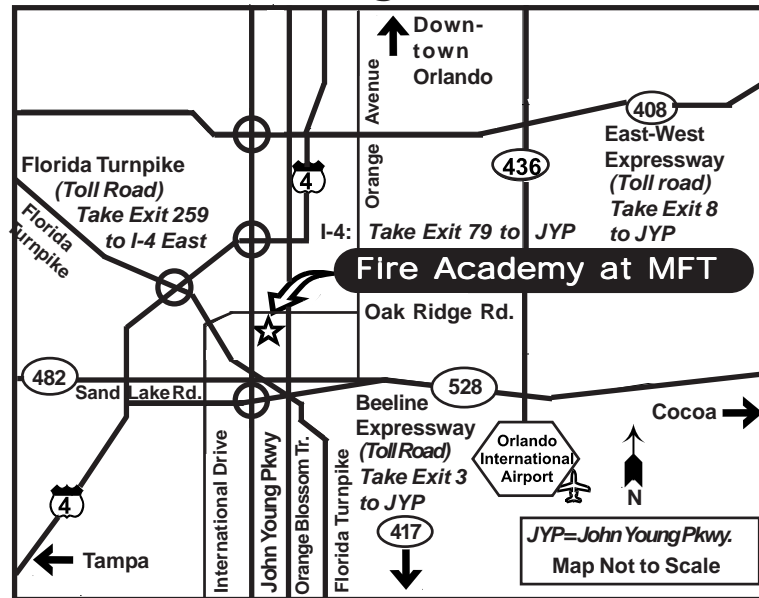 Down-
town
Orlando
Orange Avenue
408
East-West
Expressway
(Toll road)
Take Exit 8
to JYP
436
4
Florida Turnpike
(Toll Road)
Take Exit 259
to I-4 East
Florida
Turnpike
I-4: Take Exit 79 to JYP
Fire Academy at MFT
Oak Ridge Rd.
482
Sand Lake Rd.
528
Beeline
Expressway
(Toll Road)
Take Exit 3
to JYP
417
Cocoa
Orlando
International
Airport
N
4
Tampa
International Drive
John Young Pkwy
Orange Blossom Tr.
Florida Turnpike
JYP=John Young Pkwy.
Map Not to Scale